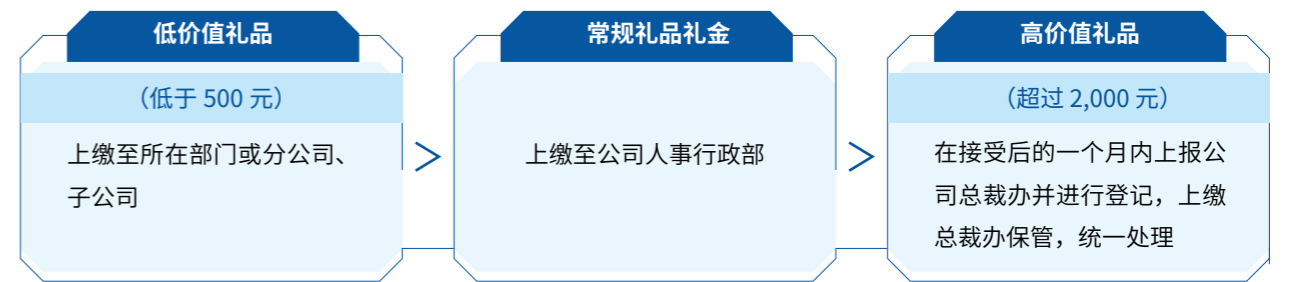 低价值礼品
（低于 500 元）
上缴至所在部门或分公司、
子公司
常规礼品礼金
上缴至公司人事行政部
高价值礼品
（超过 2,000 元）
在接受后的一个月内上报公
司总裁办并进行登记，上缴
总裁办保管，统一处理